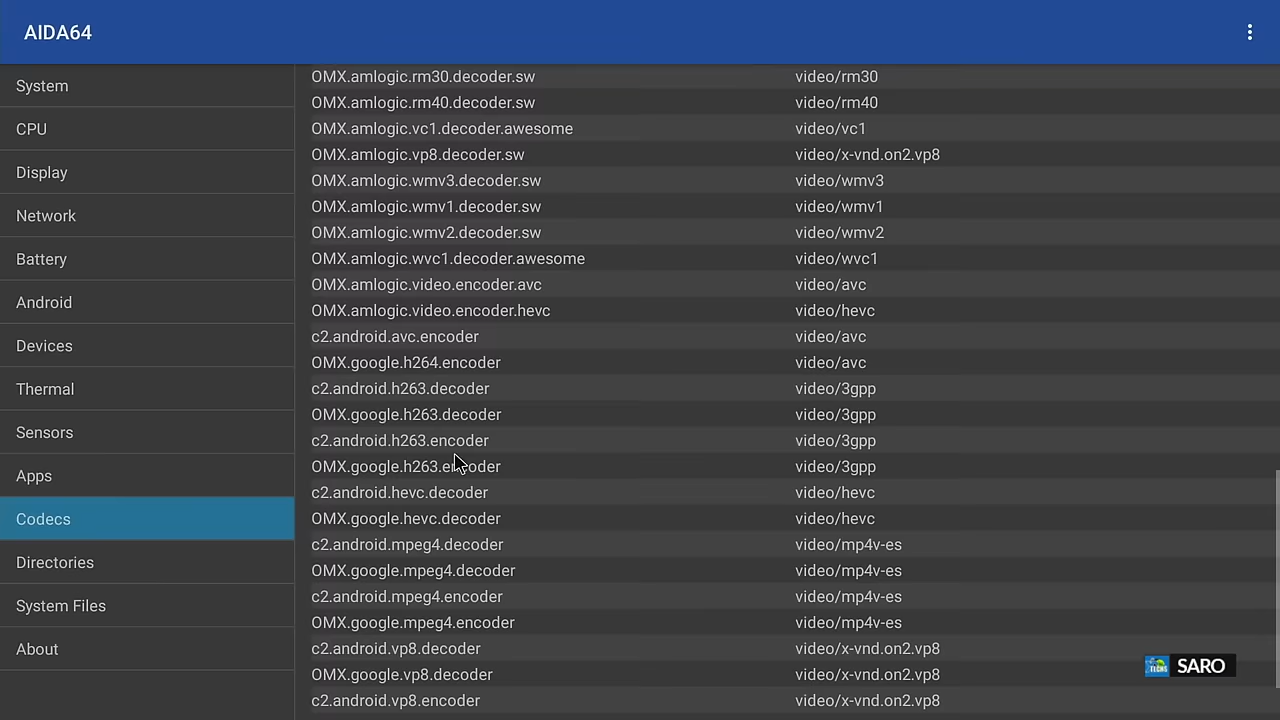 AIDA64
System
CPU
Display
Network
Battery
Android
Devices
Thermal
Sensors
Apps
Codecs
Directories
System Files
About
OMX.amlogic.rm30.decoder.sw video/rm30
OMX.amlogic.rm40.decoder.sw video/rm40
OMX.amlogic.vc1.decoder.awesome video/vc1
OMX.amlogic.vp8.decoder.sw video/x-vnd.on2.vp8
OMX.amlogic.wmv3.decoder.sw video/wmv3
OMX.amlogic.wmv1.decoder.sw video/wmv1
OMX.amlogic.wmv2.decoder.sw video/wmv2
OMX.amlogic.wvc1.decoder.awesome video/wvc1
OMX.amlogic.video.encoder.avc video/avc
OMX.amlogic.video.encoder.hevc video/hevc
c2.android.avc.encoder video/avc
OMX.google.h264.encoder video/avc
c2.android.h263.decoder video/3gpp
OMX.google.h263.decoder video/3gpp
c2.android.h263.encoder video/3gpp
OMX.google.h263.encoder video/3gpp
c2.android.hevc.decoder video/hevc
OMX.google.hevc.decoder video/hevc
c2.android.mpeg4.decoder video/mp4v-es
OMX.google.mpeg4.decoder video/mp4v-es
c2.android.mpeg4.encoder video/mp4v-es
OMX.google.mpeg4.encoder video/mp4v-es
c2.android.vp8.decoder video/x-vnd.on2.vp8
OMX.google.vp8.decoder video/x-vnd.on2.vp8
c2.android.vp8.encoder video/x-vnd.on2.vp8
TECHS SARO